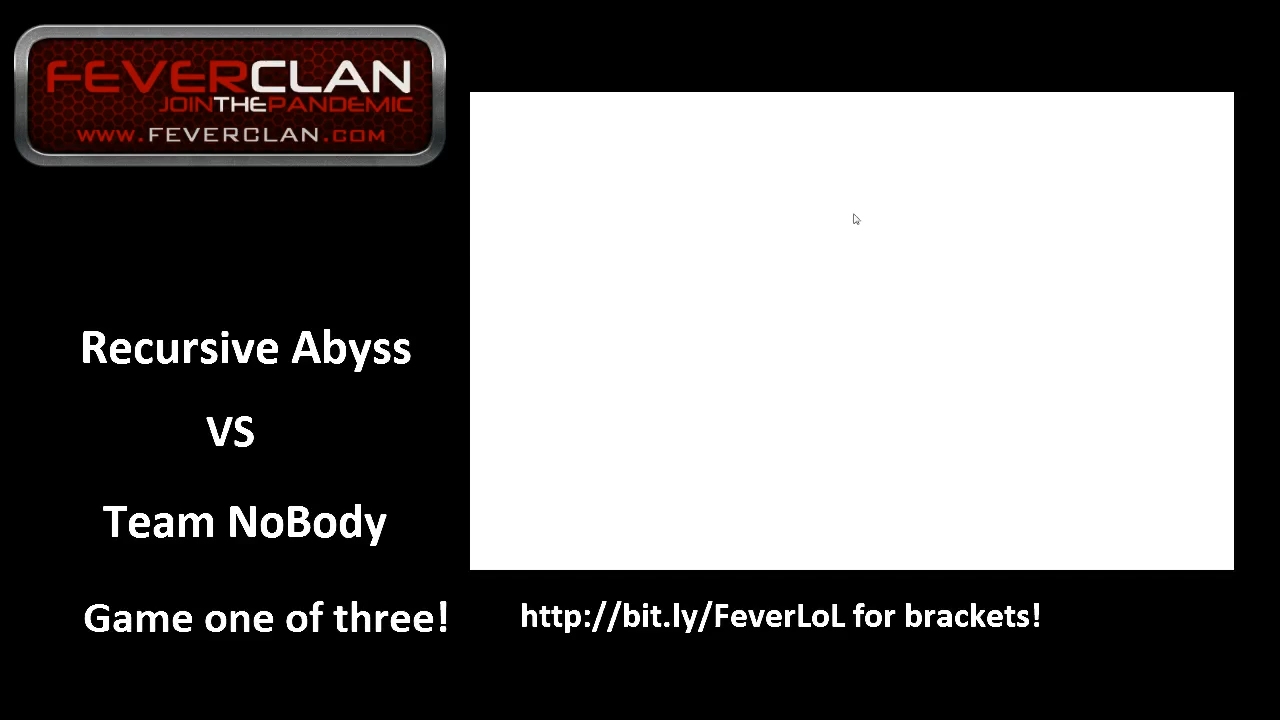 FEVERCLAN
JOINTHEPANDEMIC
WWW.FEVERCLAN.COM
Recursive Abyss
VS
Team NoBody
Game one of three!
http://bit.ly/FeverLoL for brackets!